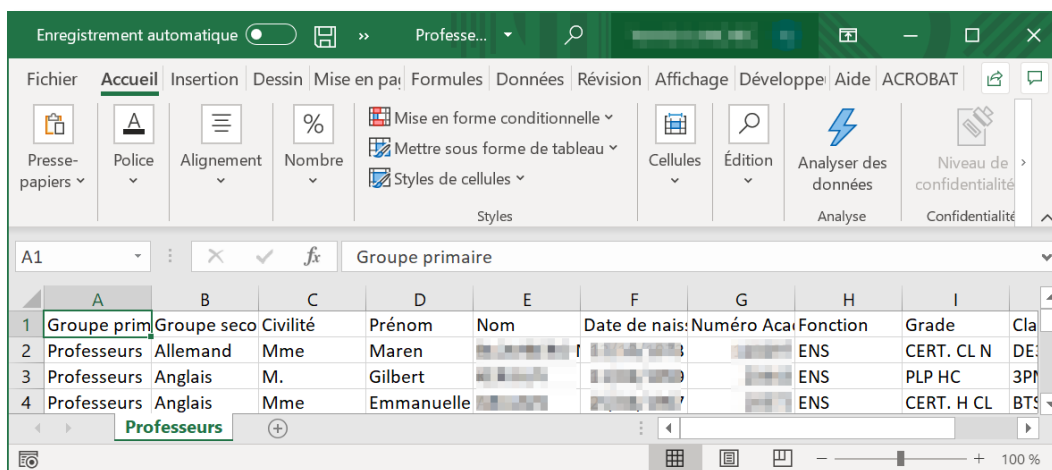 Enregistrement automatique » Professe...
Fichier Accueil Insertion Dessin Mise en paç Formules Données Révision Affichage Développe Aide ACROBAT
Presse-papiers Police Alignement Nombre
%
Mise en forme conditionnelle
Mettre sous forme de tableau
Styles de cellules
Styles
Cellules Édition
Analyser des données
Analyse
Niveau de confidentialité
Confidentialité
A1 fx Groupe primaire
A B C D E F G H I
1 Groupe prim Groupe seco Civilité Prénom Nom Date de nais Numéro Aca Fonction Grade Cla
2 Professeurs Allemand Mme Maren ENS CERT. CL N
3 Professeurs Anglais M. Gilbert ENS PLP HC
4 Professeurs Anglais Mme Emmanuelle ENS CERT. H CL BTS
Professeurs
100 %